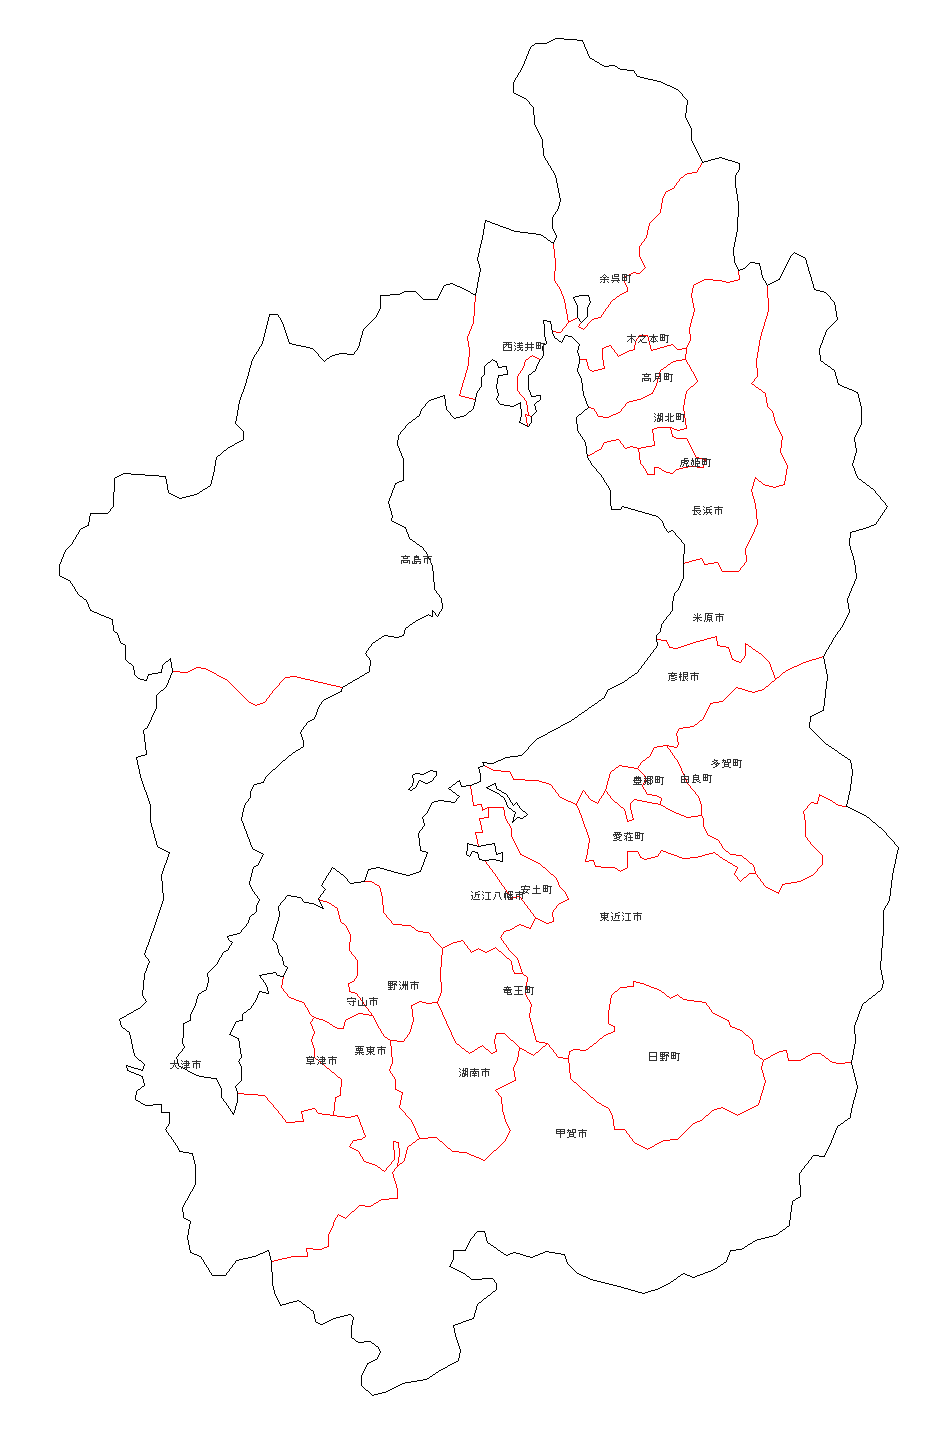 余呉町
木之本町
西浅井町
高月町
湖北町
虎姫町
長浜市
高島市
米原市
彦根市
多賀町
豊郷町
甲良町
愛荘町
安土町
近江八幡市
東近江市
野洲市
竜王町
守山市
栗東市
日野町
草津市
大津市
湖南市
甲賀市